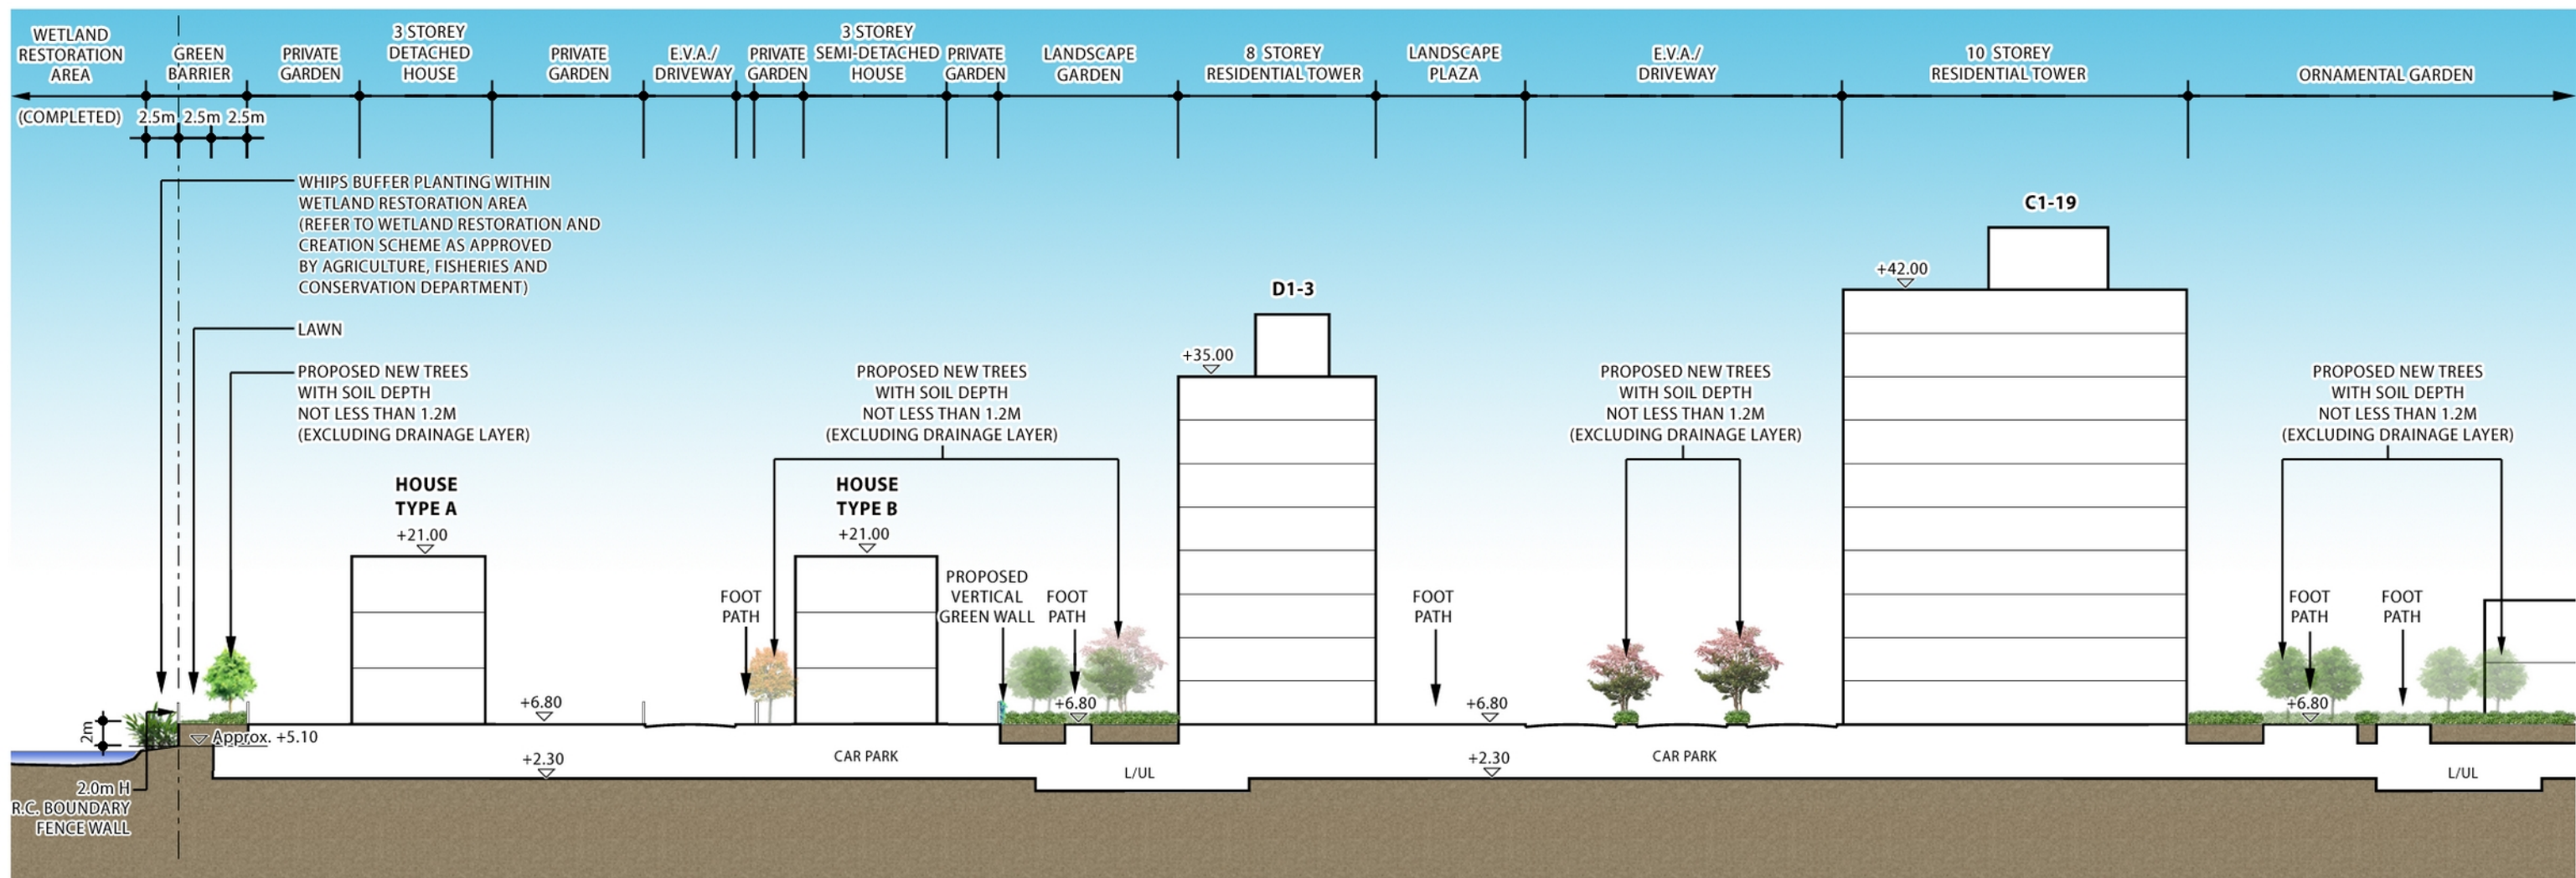 WETLAND
RESTORATION
AREA
(COMPLETED)
GREEN
BARRIER
2.5m 2.5m 2.5m
PRIVATE
GARDEN
3 STOREY
DETACHED
HOUSE
PRIVATE
GARDEN
E.V.A./
DRIVEWAY
PRIVATE
GARDEN
3 STOREY
SEMI-DETACHED
HOUSE
PRIVATE
GARDEN
LANDSCAPE
GARDEN
8 STOREY
RESIDENTIAL TOWER
LANDSCAPE
PLAZA
E.V.A./
DRIVEWAY
10 STOREY
RESIDENTIAL TOWER
ORNAMENTAL GARDEN
WHIPS BUFFER PLANTING WITHIN
WETLAND RESTORATION AREA
(REFER TO WETLAND RESTORATION AND
CREATION SCHEME AS APPROVED
BY AGRICULTURE, FISHERIES AND
CONSERVATION DEPARTMENT)
LAWN
PROPOSED NEW TREES
WITH SOIL DEPTH
NOT LESS THAN 1.2M
(EXCLUDING DRAINAGE LAYER)
HOUSE
TYPE A
+21.00
PROPOSED NEW TREES
WITH SOIL DEPTH
NOT LESS THAN 1.2M
(EXCLUDING DRAINAGE LAYER)
HOUSE
TYPE B
+21.00
FOOT
PATH
PROPOSED
VERTICAL
GREEN WALL
FOOT
PATH
D1-3
+35.00
FOOT
PATH
PROPOSED NEW TREES
WITH SOIL DEPTH
NOT LESS THAN 1.2M
(EXCLUDING DRAINAGE LAYER)
C1-19
+42.00
PROPOSED NEW TREES
WITH SOIL DEPTH
NOT LESS THAN 1.2M
(EXCLUDING DRAINAGE LAYER)
FOOT
PATH
FOOT
PATH
+6.80
+6.80
+6.80
+6.80
2m
Approx. +5.10
+2.30
CAR PARK
L/UL
+2.30
CAR PARK
L/UL
2.0m H
R.C. BOUNDARY
FENCE WALL